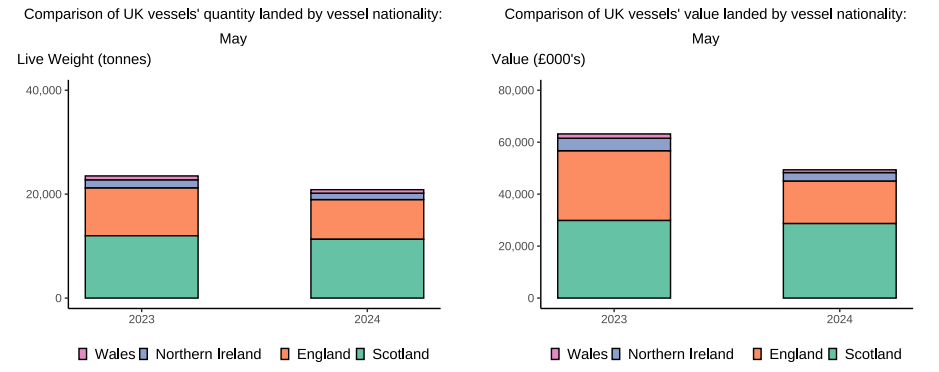 Comparison of UK vessels' quantity landed by vessel nationality:
May
Live Weight (tonnes)
40,000
20,000
0
2023
2024
Wales
Northern Ireland
England
Scotland
Comparison of UK vessels' value landed by vessel nationality:
May
Value (£000's)
80,000
60,000
40,000
20,000
0
2023
2024
Wales
Northern Ireland
England
Scotland